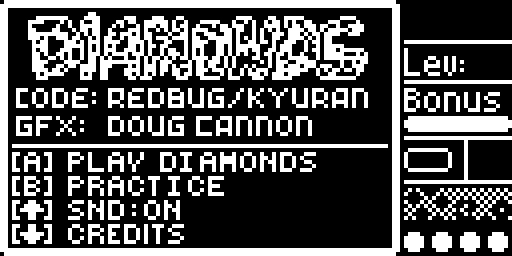 DIAMONDS
CODE: REDBUG/KYURAN
GFX: DOUG CANNON
[A] PLAY DIAMONDS
[B] PRACTICE
[↑] SND:ON
[↓] CREDITS
Lev:
Bonus